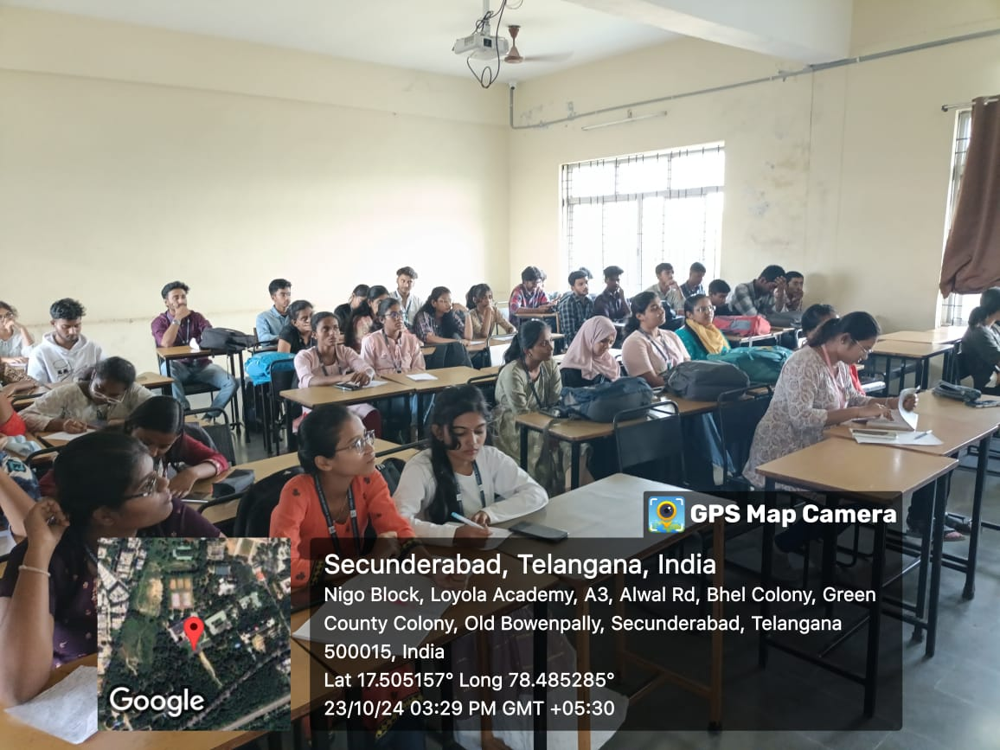 GPS Map Camera
Secunderabad, Telangana, India
Nigo Block, Loyola Academy, A3, Alwal Rd, Bhel Colony, Green
County Colony, Old Bowenpally, Secunderabad, Telangana
500015, India
Lat 17.505157° Long 78.485285°
23/10/24 03:29 PM GMT +05:30
Google